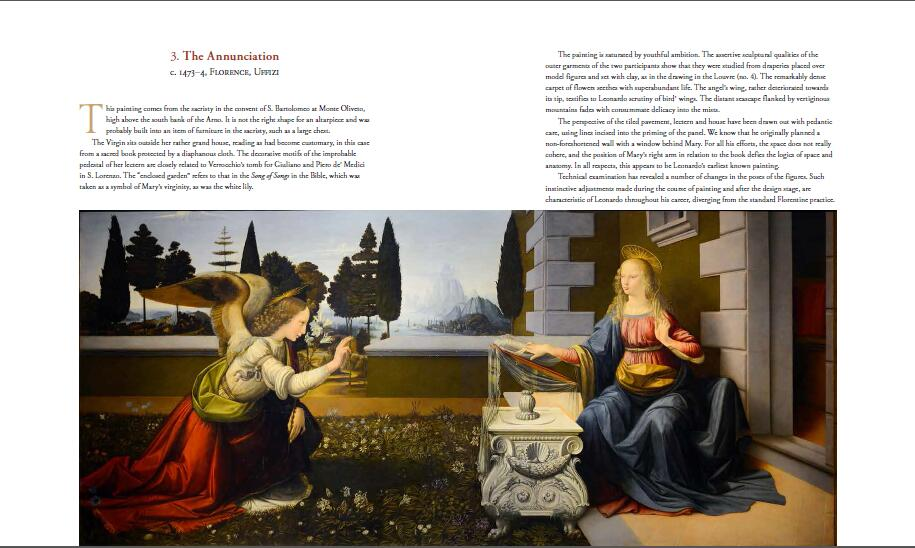 3. The Annunciation
c. 1473–4, Florence, Uffizi
This painting comes from the sacristy in the convent of S. Bartolomeo at Monte Oliveto,
high above the south bank of the Arno. It is not the right shape for an altarpiece and was
probably built into an item of furniture in the sacristy, such as a large chest.
The Virgin sits outside her rather grand house, reading as had become customary, in this case
from a sacred book protected by a diaphanous cloth. The decorative motifs of the improbable
pedestal of her lectern are closely related to Verrocchio's tomb for Giuliano and Piero de' Medici
in S. Lorenzo. The "enclosed garden" refers to that in the Song of Songs in the Bible, which was
taken as a symbol of Mary's virginity, as was the white lily.
The painting is saturated by youthful ambition. The assertive sculptural qualities of the
outer garments of the two participants show that they were studied from draperies placed over
model figures and set with clay, as in the drawing in the Louvre (no. 4). The remarkably dense
carpet of flowers seethes with superabundant life. The angel's wing, rather deteriorated towards
its tip, testifies to Leonardo scrutiny of bird' wings. The distant seascape flanked by vertiginous
mountains fades with consummate delicacy into the mists.
The perspective of the tiled pavement, lectern and house have been drawn out with pedantic
care, using lines incised into the priming of the panel. We know that he originally planned a
non-foreshortened wall with a window behind Mary. For all his efforts, the space does not really
cohere, and the position of Mary's right arm in relation to the book defies the logics of space and
anatomy. In all respects, this appears to be Leonardo's earliest known painting.
Technical examination has revealed a number of changes in the poses of the figures. Such
instinctive adjustments made during the course of painting and after the design stage, are
characteristic of Leonardo throughout his career, diverging from the standard Florentine practice.